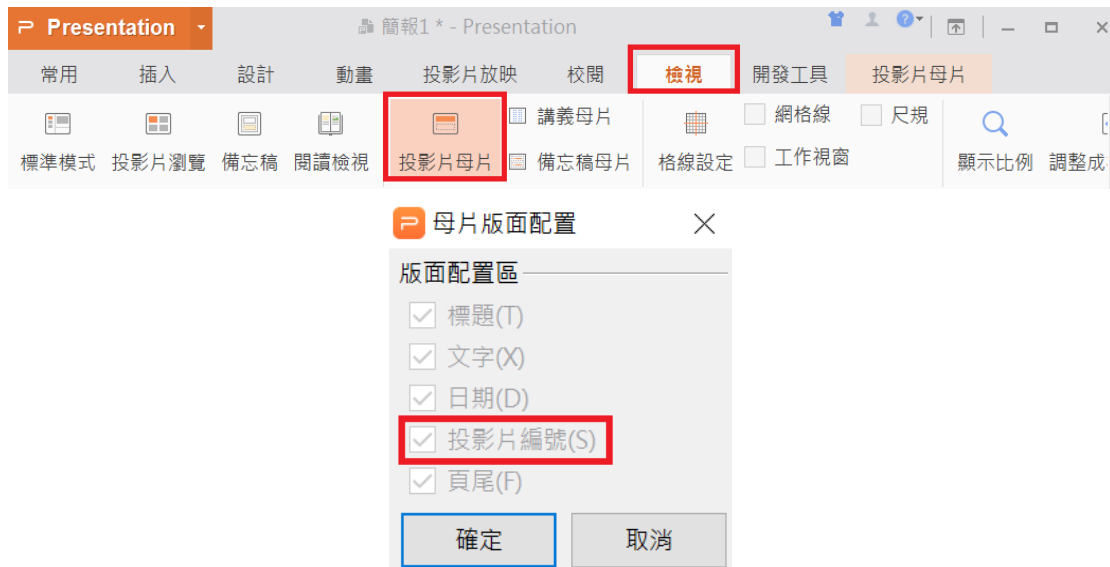 Presentation 簡報1 * - Presentation
常用 插入 設計 動畫 投影片放映 校閱 檢視 開發工具 投影片母片
講義母片 網格線 尺規
標準模式 投影片瀏覽 備忘稿 閱讀檢視 投影片母片 備忘稿母片 格線設定 工作視窗 顯示比例 調整成
母片版面配置
版面配置區
標題(T)
文字(X)
日期(D)
投影片編號(S)
頁尾(F)
確定 取消